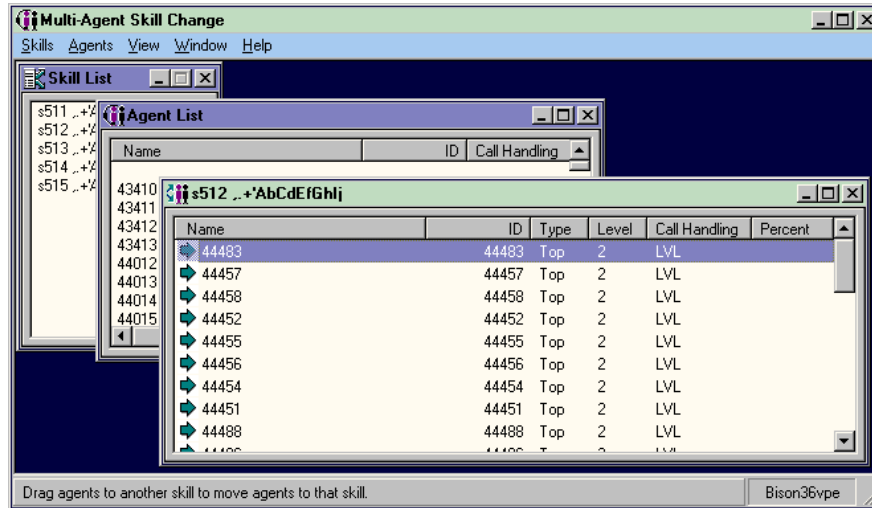 Multi-Agent Skill Change
Skills Agents View Window Help
Skill List
s511 ,.+'A
s512 ,.+'A
s513 ,.+'A
s514 ,.+'A
s515 ,.+'A
Agent List
Name ID Call Handling
43410
43411
43412
43413
44012
44013
44014
44015
s512 ,.+'AbCdEfGhIj
Name ID Type Level Call Handling Percent
44483 44483 Top 2 LVL
44457 44457 Top 2 LVL
44458 44458 Top 2 LVL
44452 44452 Top 2 LVL
44455 44455 Top 2 LVL
44456 44456 Top 2 LVL
44454 44454 Top 2 LVL
44451 44451 Top 2 LVL
44488 44488 Top 2 LVL
Drag agents to another skill to move agents to that skill. Bison36vpe